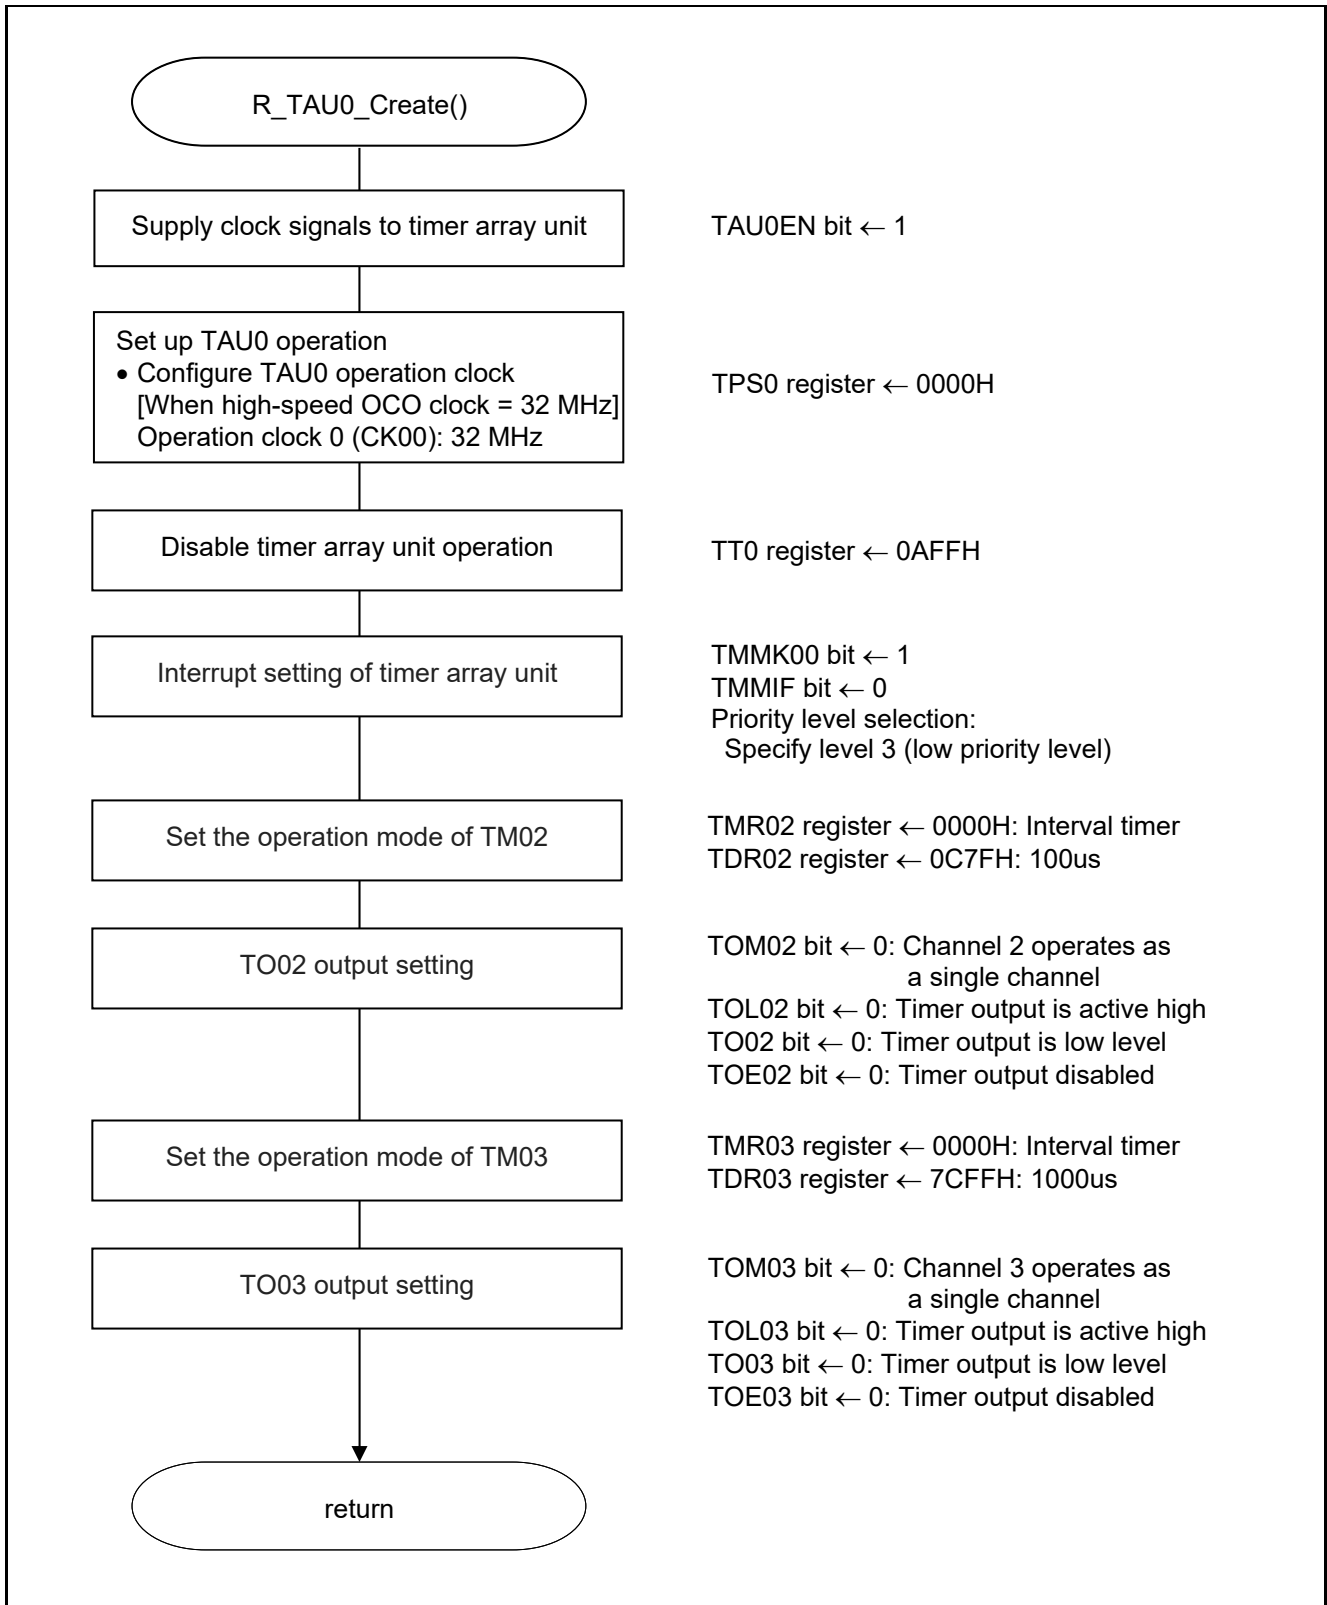 R_TAU0_Create()
Supply clock signals to timer array unit
TAU0EN bit ← 1
Set up TAU0 operation
• Configure TAU0 operation clock
[When high-speed OCO clock = 32 MHz]
Operation clock 0 (CK00): 32 MHz
TPS0 register ← 0000H
Disable timer array unit operation
TT0 register ← 0AFFH
Interrupt setting of timer array unit
TMMK00 bit ← 1
TMMIF bit ← 0
Priority level selection:
Specify level 3 (low priority level)
Set the operation mode of TM02
TMR02 register ← 0000H: Interval timer
TDR02 register ← 0C7FH: 100us
TO02 output setting
TOM02 bit ← 0: Channel 2 operates as
a single channel
TOL02 bit ← 0: Timer output is active high
TO02 bit ← 0: Timer output is low level
TOE02 bit ← 0: Timer output disabled
Set the operation mode of TM03
TMR03 register ← 0000H: Interval timer
TDR03 register ← 7CFFH: 1000us
TO03 output setting
TOM03 bit ← 0: Channel 3 operates as
a single channel
TOL03 bit ← 0: Timer output is active high
TO03 bit ← 0: Timer output is low level
TOE03 bit ← 0: Timer output disabled
return